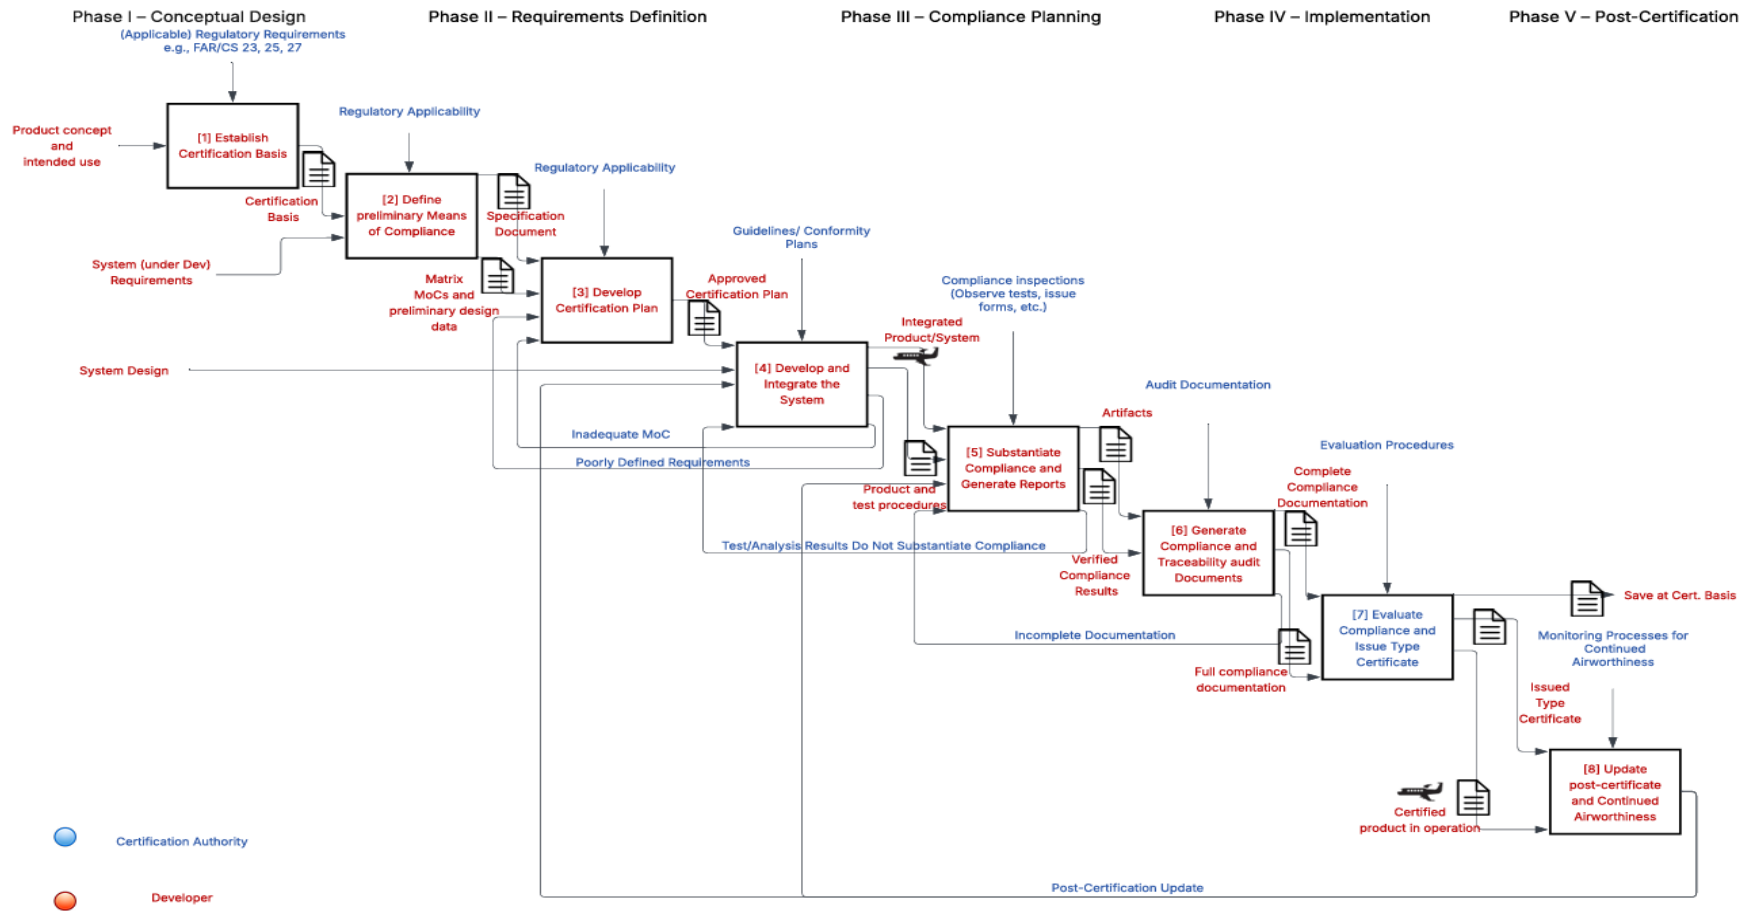 Phase I – Conceptual Design
Phase II – Requirements Definition
Phase III – Compliance Planning
Phase IV – Implementation
Phase V – Post-Certification
(Applicable) Regulatory Requirements
e.g., FAR/CS 23, 25, 27
Product concept
and
intended use
[1] Establish
Certification Basis
Regulatory Applicability
Certification
Basis
[2] Define
preliminary Means
of Compliance
System (under Dev)
Requirements
Regulatory Applicability
Specification
Document
Matrix
MoCs and
preliminary design
data
[3] Develop
Certification Plan
Guidelines/ Conformity
Plans
Approved
Certification Plan
System Design
[4] Develop and
Integrate the
System
Inadequate MoC
Poorly Defined Requirements
Compliance inspections
(Observe tests, issue
forms, etc.)
Integrated
Product/System
Product and
test procedures
[5] Substantiate
Compliance and
Generate Reports
Test/Analysis Results Do Not Substantiate Compliance
Audit Documentation
Artifacts
Verified
Compliance
Results
[6] Generate
Compliance and
Traceability audit
Documents
Incomplete Documentation
Evaluation Procedures
Complete
Compliance
Documentation
Full compliance
documentation
[7] Evaluate
Compliance and
Issue Type
Certificate
Save at Cert. Basis
Monitoring Processes for
Continued
Airworthiness
Issued
Type
Certificate
Certified
product in operation
[8] Update
post-certificate
and Continued
Airworthiness
Post-Certification Update
Certification Authority
Developer